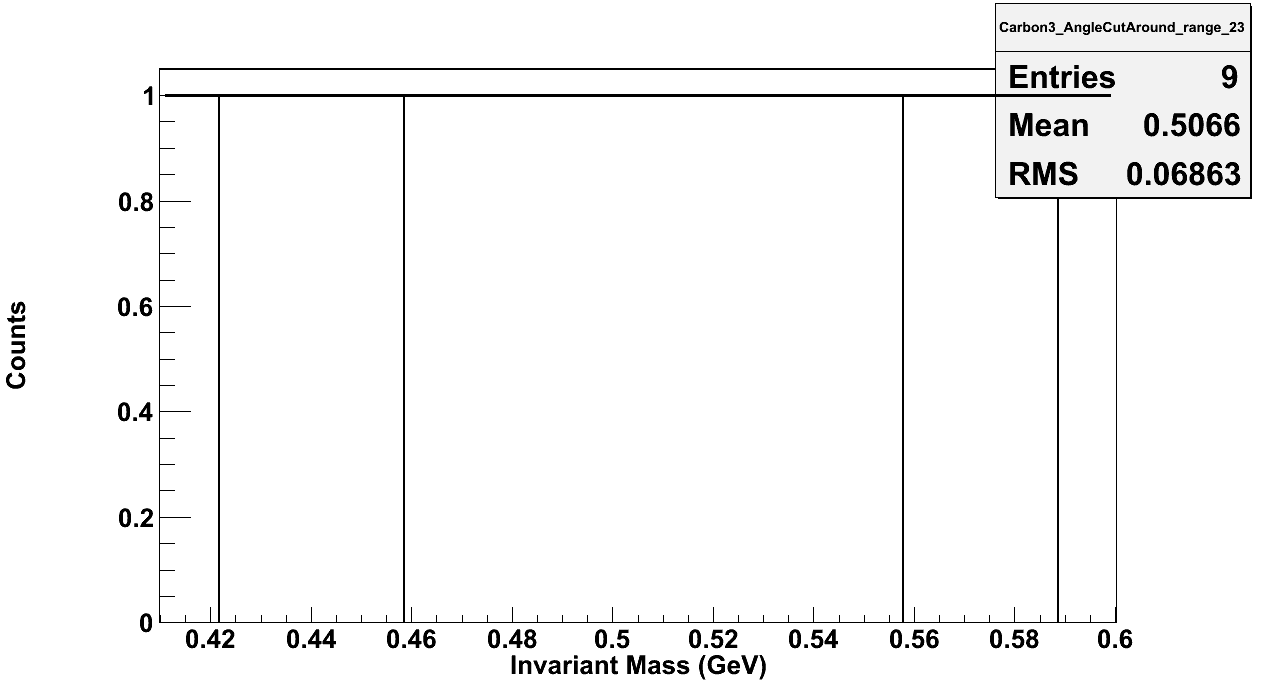 Carbon3_AngleCutAround_range_23
Entries 9
Mean 0.5066
RMS 0.06863
1
0.8
0.6
0.4
0.2
0
Counts
0.42 0.44 0.46 0.48 0.5 0.52 0.54 0.56 0.58 0.6
Invariant Mass (GeV)